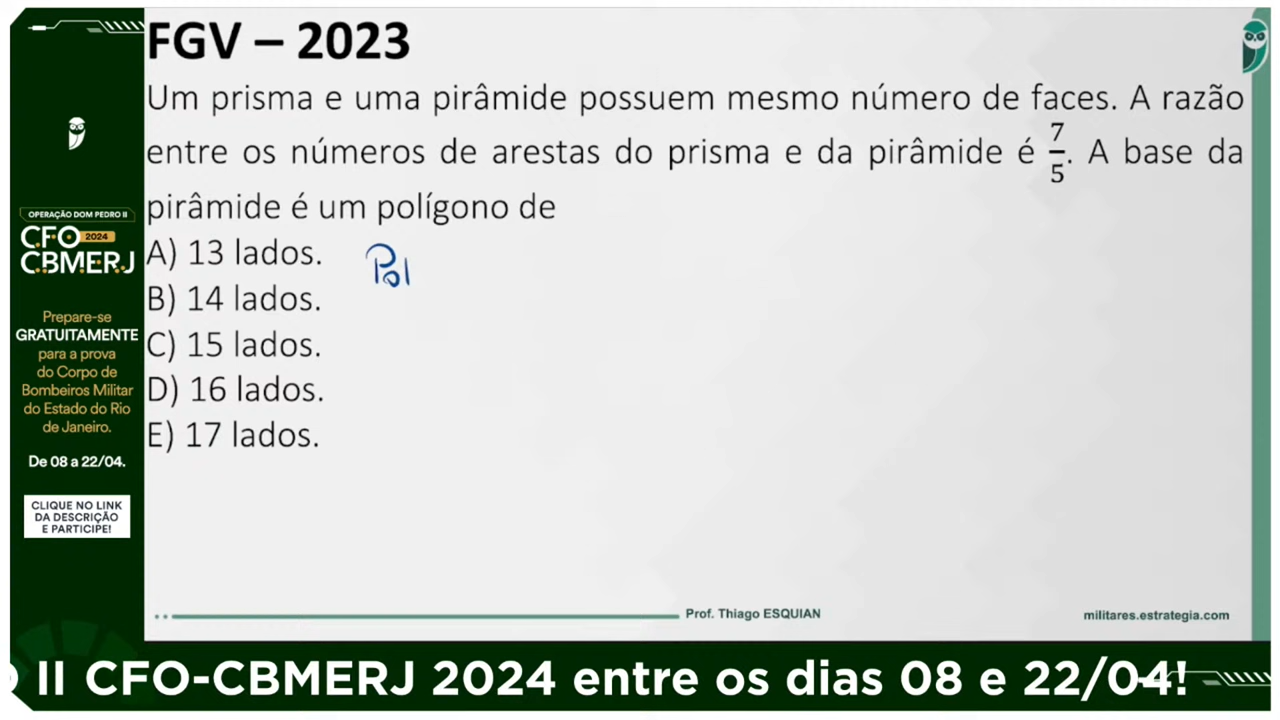 FGV – 2023
Um prisma e uma pirâmide possuem mesmo número de faces. A razão
entre os números de arestas do prisma e da pirâmide é 7/5. A base da
pirâmide é um polígono de
A) 13 lados.
B) 14 lados.
C) 15 lados.
D) 16 lados.
E) 17 lados.
Pol
OPERAÇÃO DOM PEDRO II
CFO 2024
CBMERJ
Prepare-se
GRATUITAMENTE
para a prova
do Corpo de
Bombeiros Militar
do Estado do Rio
de Janeiro.
De 08 a 22/04.
CLIQUE NO LINK
DA DESCRIÇÃO
E PARTICIPE!
Prof. Thiago ESQUIAN
militares.estrategia.com
O II CFO-CBMERJ 2024 entre os dias 08 e 22/04!